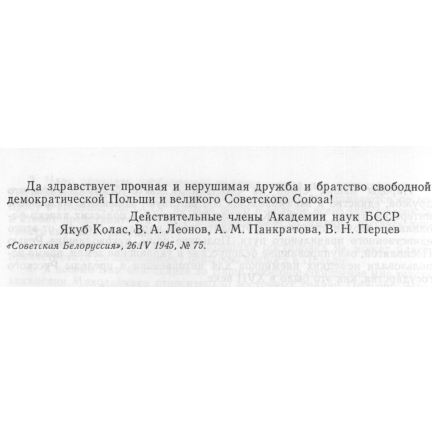 Да здравствует прочная и нерушимая дружба и братство свободной
демократической Польши и великого Советского Союза!
Действительные члены Академии наук БССР
Якуб Колас, В. А. Леонов, А. М. Панкратова, В. Н. Перцев
«Советская Белоруссия», 26.IV 1945, № 75.